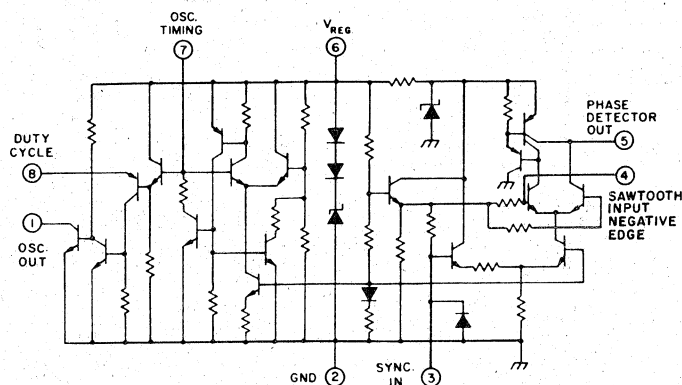 OSC.
TIMING
7
V REG.
6
PHASE
DETECTOR
OUT
5
DUTY
CYCLE
8
4
SAWTOOTH
INPUT
NEGATIVE
EDGE
1
OSC. OUT
GND 2
SYNC.
IN 3